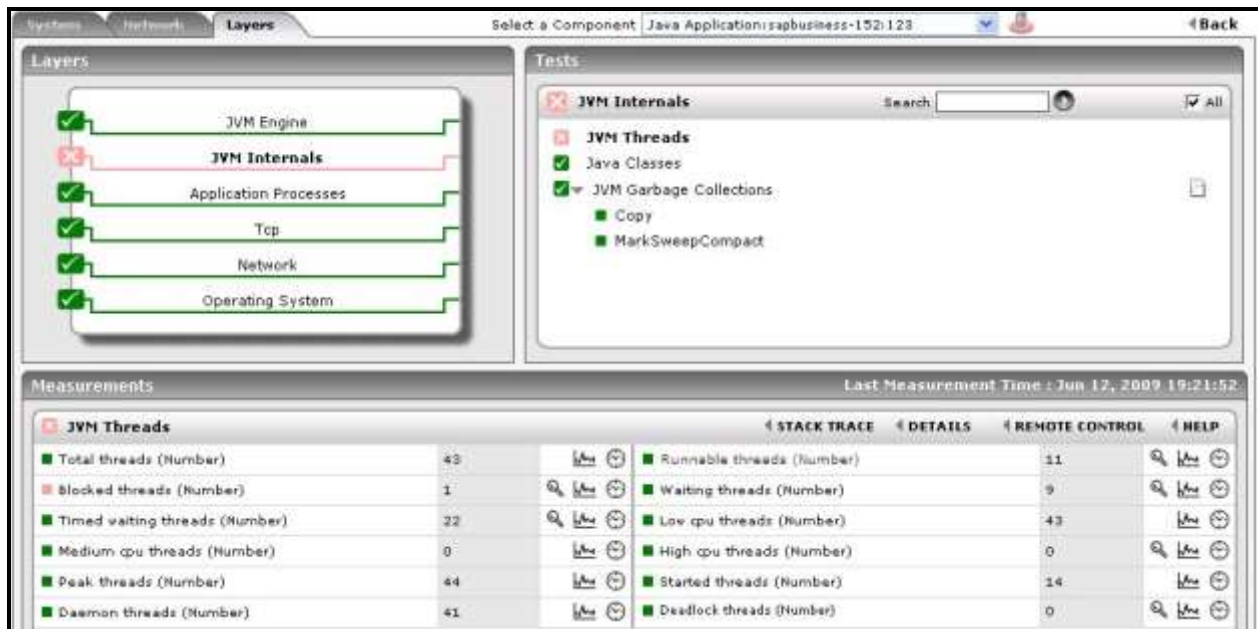 System Network Layers Select a Component Java Application:sapbusiness-152:123 Back
Layers
JVM Engine
JVM Internals
Application Processes
Tcp
Network
Operating System
Tests
JVM Internals Search All
JVM Threads
Java Classes
JVM Garbage Collections
Copy
MarkSweepCompact
Measurements Last Measurement Time : Jun 12, 2009 19:21:52
JVM Threads STACK TRACE DETAILS REMOTE CONTROL HELP
Total threads (Number) 43 Runnable threads (Number) 11
Blocked threads (Number) 1 Waiting threads (Number) 9
Timed waiting threads (Number) 22 Low cpu threads (Number) 43
Medium cpu threads (Number) 0 High cpu threads (Number) 0
Peak threads (Number) 44 Started threads (Number) 14
Daemon threads (Number) 41 Deadlock threads (Number) 0